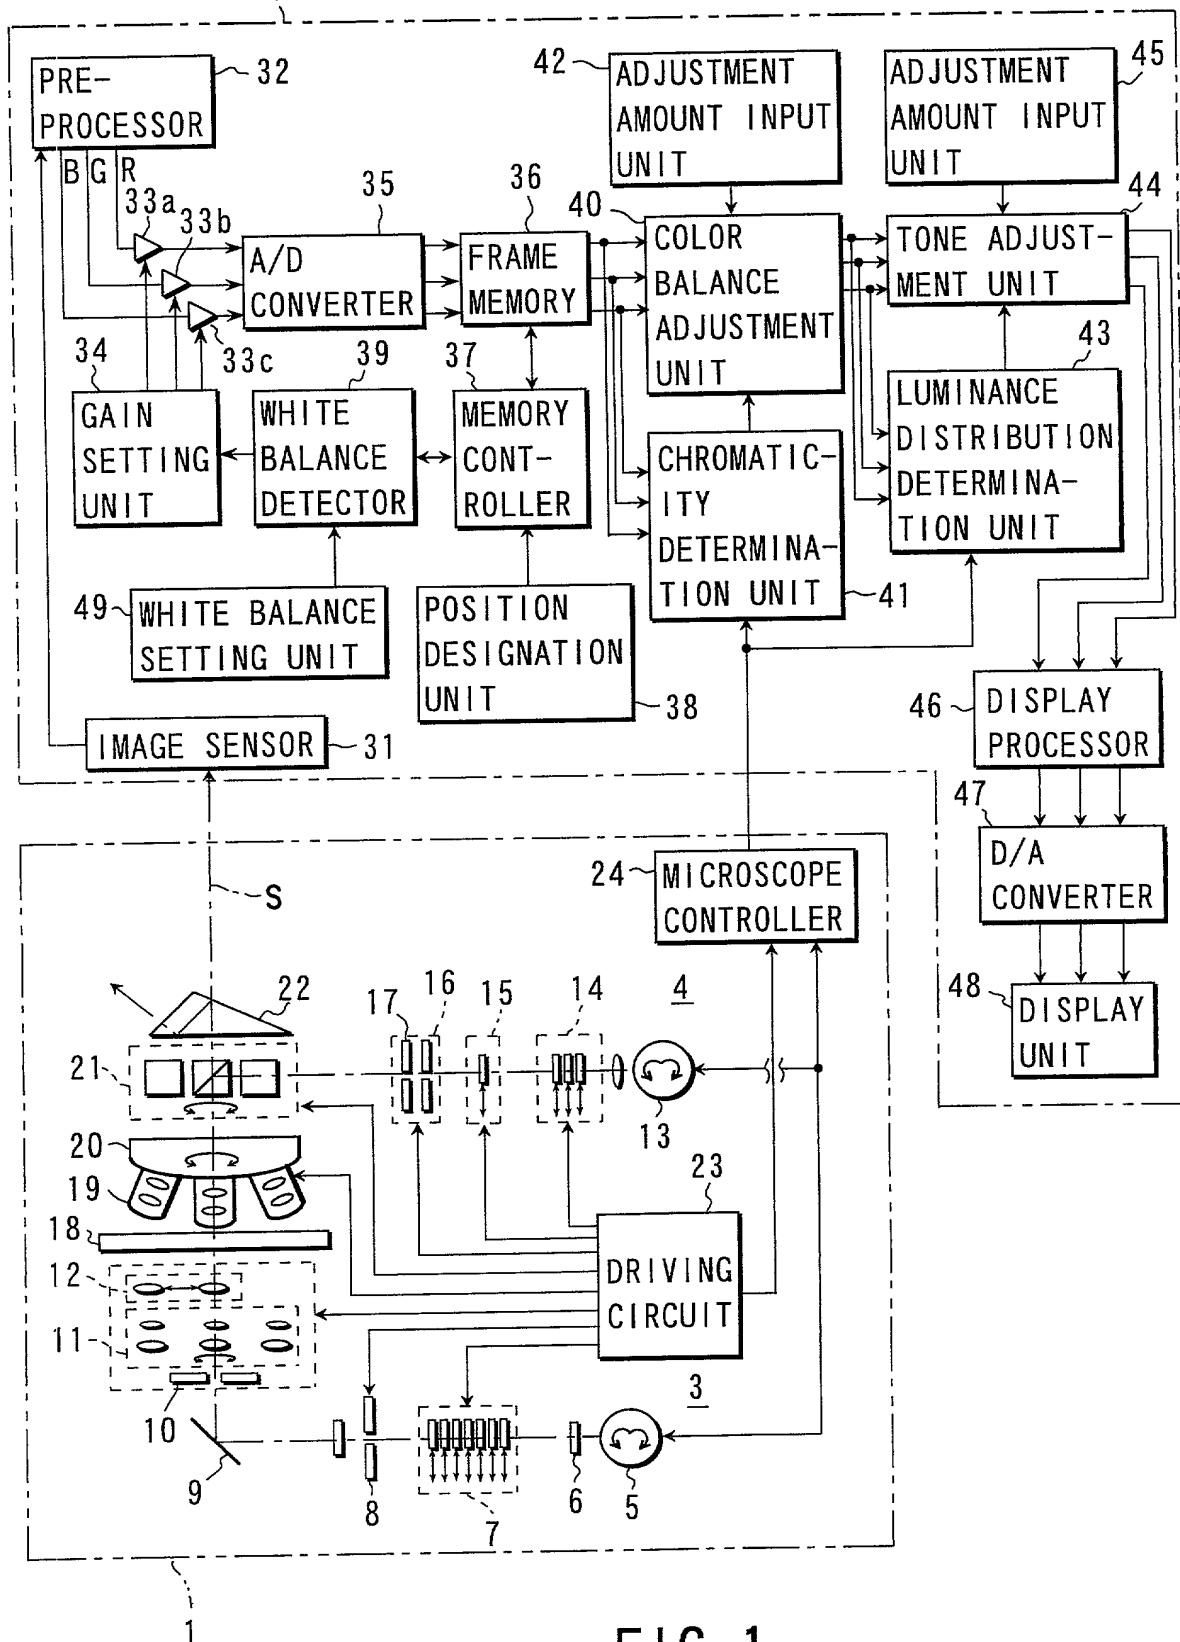 PRE-
PROCESSOR
32
B G R
33a
33b
33c
A/D
CONVERTER
35
FRAME
MEMORY
36
42
ADJUSTMENT
AMOUNT INPUT
UNIT
45
ADJUSTMENT
AMOUNT INPUT
UNIT
40
COLOR
BALANCE
ADJUSTMENT
UNIT
44
TONE ADJUST-
MENT UNIT
34
GAIN
SETTING
UNIT
39
WHITE
BALANCE
DETECTOR
37
MEMORY
CONT-
ROLLER
CHROMATIC-
ITY
DETERMINA-
TION UNIT
41
43
LUMINANCE
DISTRIBUTION
DETERMINA-
TION UNIT
49
WHITE BALANCE
SETTING UNIT
POSITION
DESIGNATION
UNIT
38
IMAGE SENSOR
31
46
DISPLAY
PROCESSOR
47
D/A
CONVERTER
48
DISPLAY
UNIT
24
MICROSCOPE
CONTROLLER
S
22
17
16
15
14
4
13
21
20
19
18
12
11
10
9
8
7
6
5
3
23
DRIVING
CIRCUIT
1